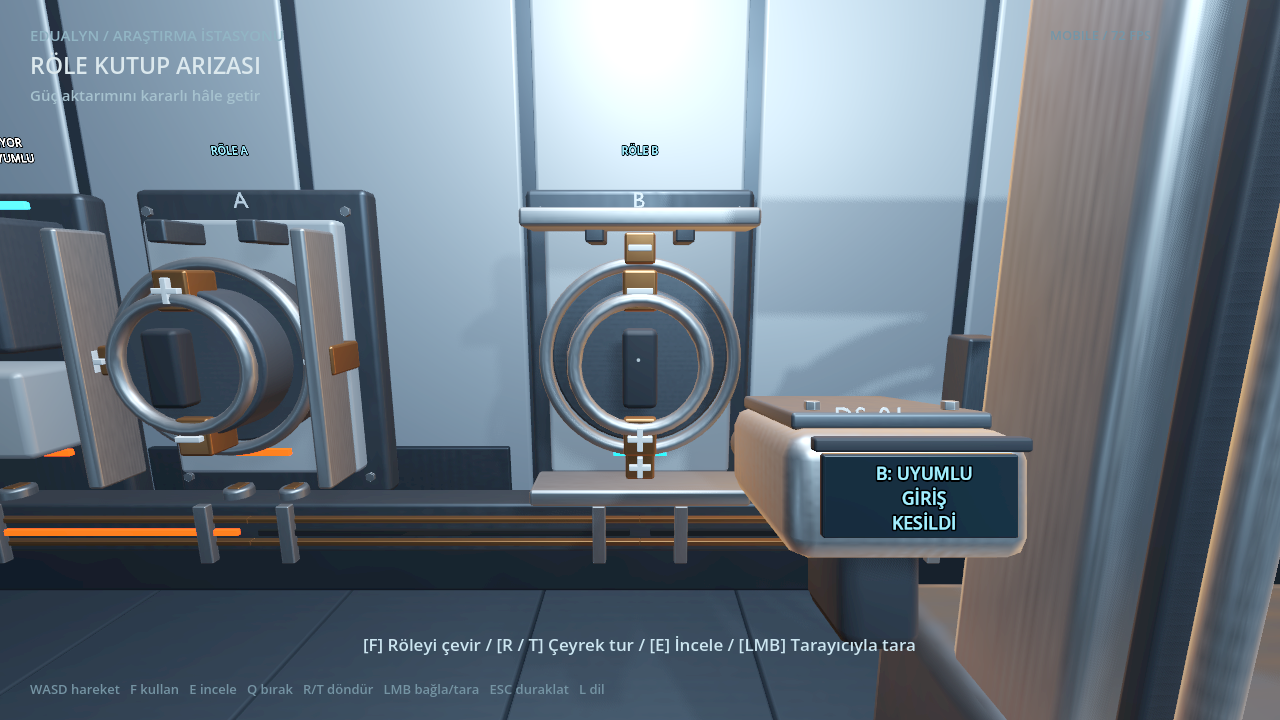 EDUALYN / ARAŞTIRMA İSTASYONU
RÖLE KUTUP ARIZASI
Güç aktarımını kararlı hâle getir
RÖLE A
RÖLE B
A
B
B: UYUMLU
GİRİŞ
KESİLDİ
[F] Röleyi çevir / [R / T] Çeyrek tur / [E] İncele / [LMB] Tarayıcıyla tara
WASD hareket F kullan E incele Q bırak R/T döndür LMB bağla/tara ESC duraklat L dil